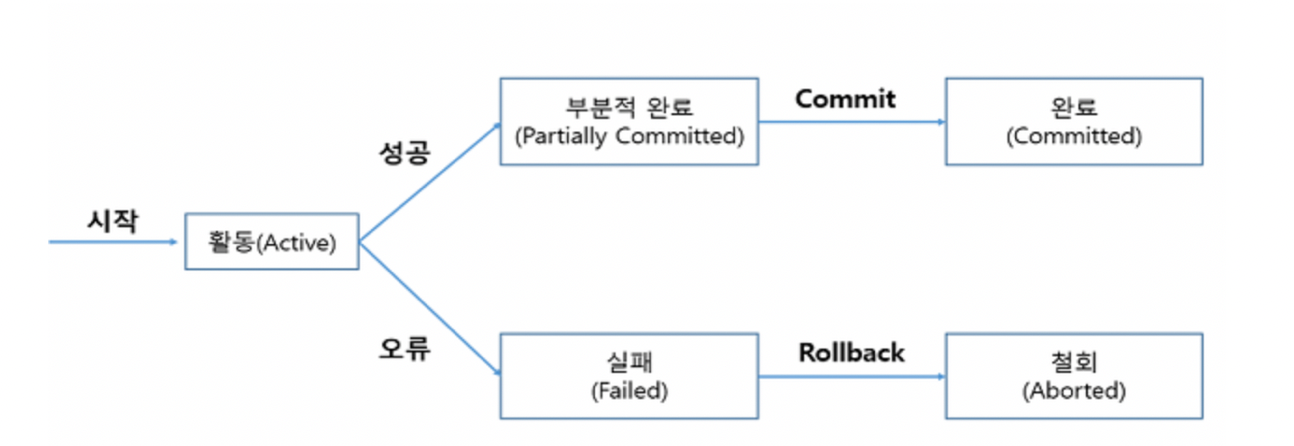 시작
활동(Active)
성공
부분적 완료
(Partially Committed)
Commit
완료
(Committed)
오류
실패
(Failed)
Rollback
철회
(Aborted)